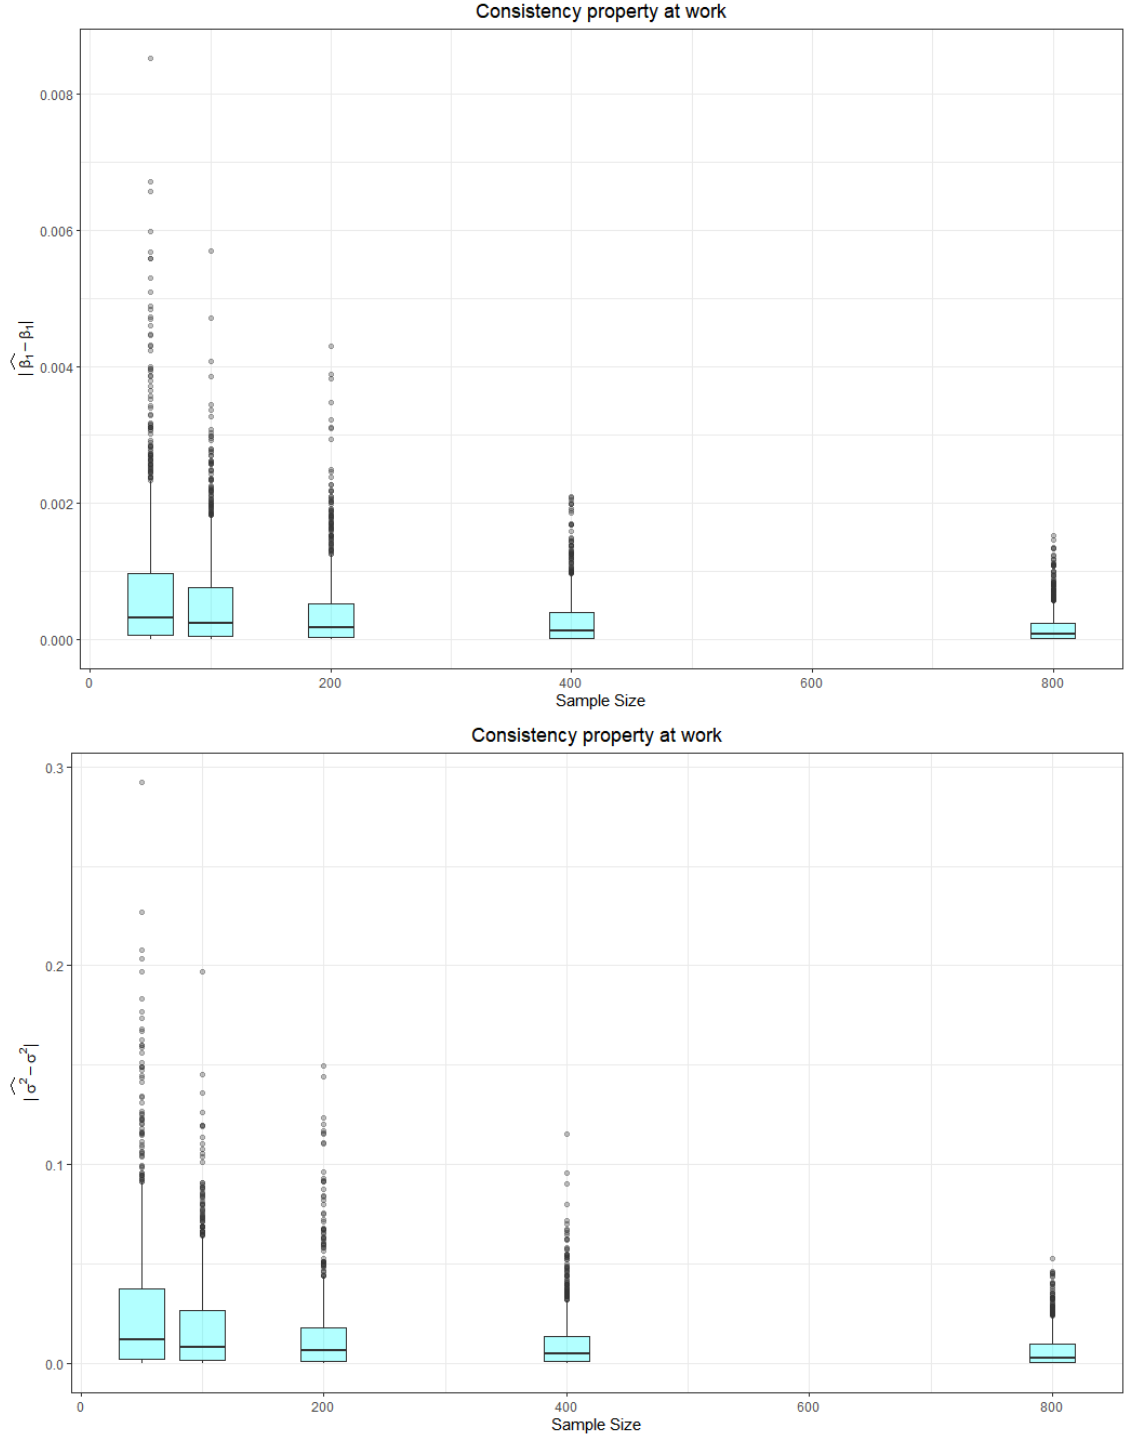 Consistency property at work
0.008
0.006
0.004
0.002
0.000
|β̂₁ − β₁|
0 200 400 600 800
Sample Size
Consistency property at work
0.3
0.2
0.1
0.0
|σ̂² − σ²|
0 200 400 600 800
Sample Size